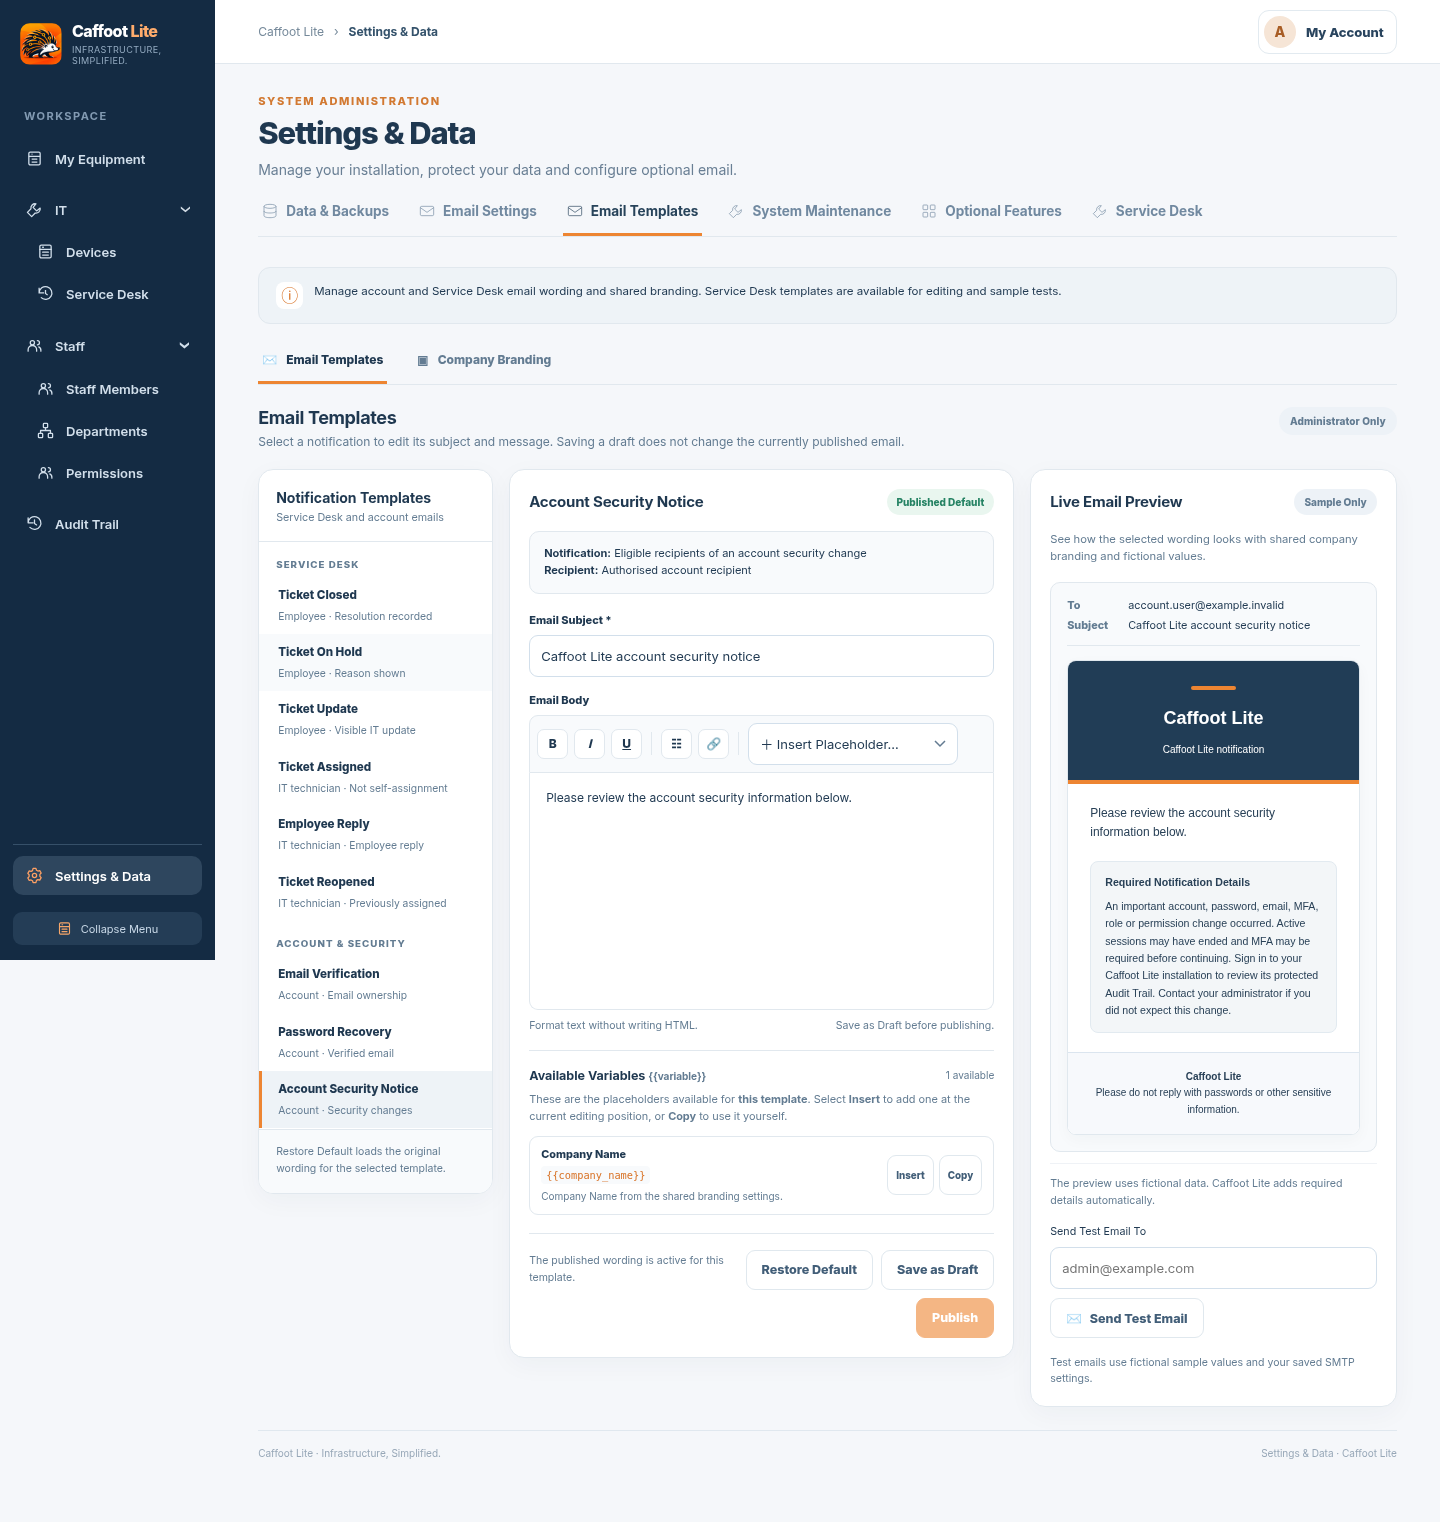 Caffoot Lite
INFRASTRUCTURE,
SIMPLIFIED.
WORKSPACE
My Equipment
IT
Devices
Service Desk
Staff
Staff Members
Departments
Permissions
Audit Trail
Settings & Data
Collapse Menu
Caffoot Lite › Settings & Data
A My Account
SYSTEM ADMINISTRATION
Settings & Data
Manage your installation, protect your data and configure optional email.
Data & Backups Email Settings Email Templates System Maintenance Optional Features Service Desk
Manage account and Service Desk email wording and shared branding. Service Desk templates are available for editing and sample tests.
Email Templates Company Branding
Email Templates
Administrator Only
Select a notification to edit its subject and message. Saving a draft does not change the currently published email.
Notification Templates
Service Desk and account emails
SERVICE DESK
Ticket Closed
Employee · Resolution recorded
Ticket On Hold
Employee · Reason shown
Ticket Update
Employee · Visible IT update
Ticket Assigned
IT technician · Not self-assignment
Employee Reply
IT technician · Employee reply
Ticket Reopened
IT technician · Previously assigned
ACCOUNT & SECURITY
Email Verification
Account · Email ownership
Password Recovery
Account · Verified email
Account Security Notice
Account · Security changes
Restore Default loads the original
wording for the selected template.
Account Security Notice
Published Default
Notification: Eligible recipients of an account security change
Recipient: Authorised account recipient
Email Subject *
Caffoot Lite account security notice
Email Body
B I U + Insert Placeholder...
Please review the account security information below.
Format text without writing HTML. Save as Draft before publishing.
Available Variables {{variable}} 1 available
These are the placeholders available for this template. Select Insert to add one at the
current editing position, or Copy to use it yourself.
Company Name
{{company_name}}
Company Name from the shared branding settings.
Insert Copy
The published wording is active for this
template.
Restore Default Save as Draft
Publish
Live Email Preview
Sample Only
See how the selected wording looks with shared company
branding and fictional values.
To account.user@example.invalid
Subject Caffoot Lite account security notice
Caffoot Lite
Caffoot Lite notification
Please review the account security
information below.
Required Notification Details
An important account, password, email, MFA,
role or permission change occurred. Active
sessions may have ended and MFA may be
required before continuing. Sign in to your
Caffoot Lite installation to review its protected
Audit Trail. Contact your administrator if you
did not expect this change.
Caffoot Lite
Please do not reply with passwords or other sensitive
information.
The preview uses fictional data. Caffoot Lite adds required
details automatically.
Send Test Email To
admin@example.com
Send Test Email
Test emails use fictional sample values and your saved SMTP
settings.
Caffoot Lite · Infrastructure, Simplified.
Settings & Data · Caffoot Lite